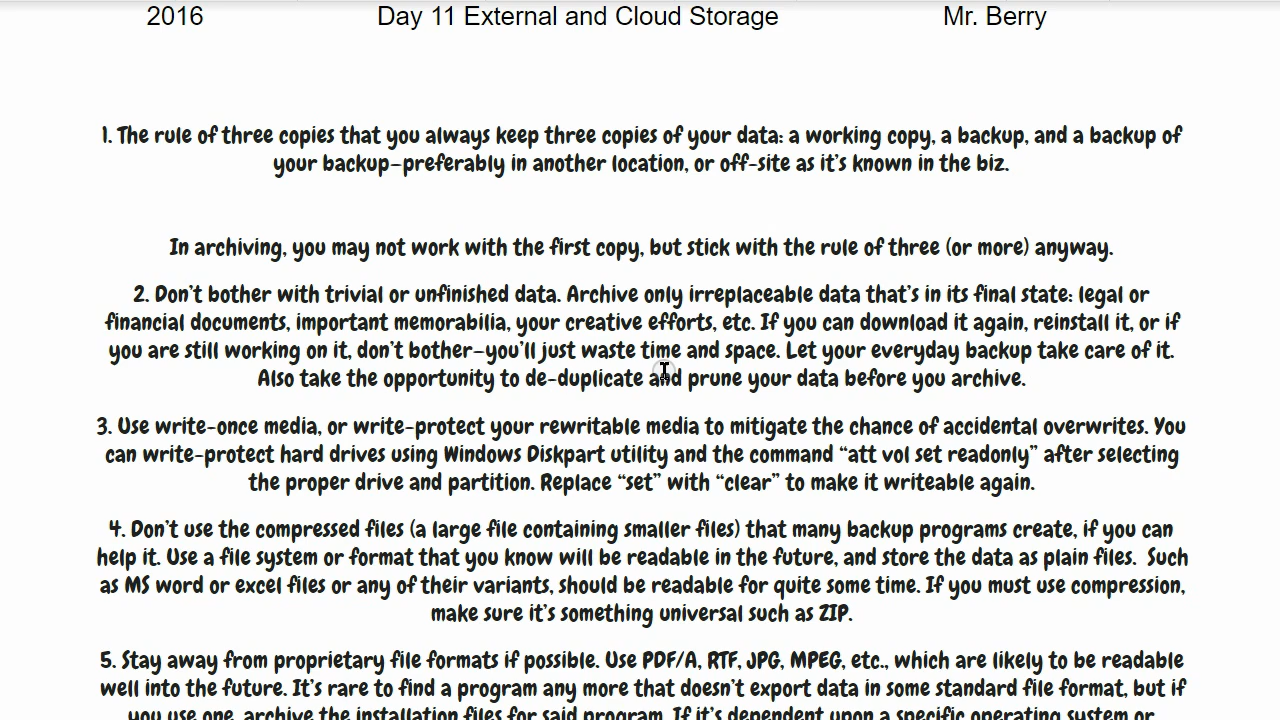 2016 Day 11 External and Cloud Storage Mr. Berry
1. The rule of three copies that you always keep three copies of your data: a working copy, a backup, and a backup of
your backup–preferably in another location, or off-site as it's known in the biz.
In archiving, you may not work with the first copy, but stick with the rule of three (or more) anyway.
2. Don't bother with trivial or unfinished data. Archive only irreplaceable data that's in its final state: legal or
financial documents, important memorabilia, your creative efforts, etc. If you can download it again, reinstall it, or if
you are still working on it, don't bother–you'll just waste time and space. Let your everyday backup take care of it.
Also take the opportunity to de-duplicate and prune your data before you archive.
3. Use write-once media, or write-protect your rewritable media to mitigate the chance of accidental overwrites. You
can write-protect hard drives using Windows Diskpart utility and the command “att vol set readonly” after selecting
the proper drive and partition. Replace “set” with “clear” to make it writeable again.
4. Don't use the compressed files (a large file containing smaller files) that many backup programs create, if you can
help it. Use a file system or format that you know will be readable in the future, and store the data as plain files. Such
as MS word or excel files or any of their variants, should be readable for quite some time. If you must use compression,
make sure it's something universal such as ZIP.
5. Stay away from proprietary file formats if possible. Use PDF/A, RTF, JPG, MPEG, etc., which are likely to be readable
well into the future. It's rare to find a program any more that doesn't export data in some standard file format, but if
you use one, archive the installation files for said program. If it's dependent upon a specific operating system or